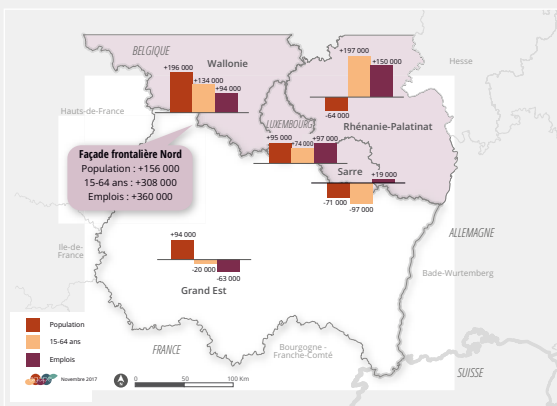 BELGIQUE
Wallonie
+196 000
+134 000
+94 000
+197 000
+150 000
-64 000
Hesse
Hauts-de-France
LUXEMBOURG
Rhénanie-Palatinat
+95 000
+74 000
+97 000
Façade frontalière Nord
Population : +156 000
15-64 ans : +308 000
Emplois : +360 000
Sarre
+19 000
-71 000
-97 000
ALLEMAGNE
Ile-de-
France
+94 000
-20 000
-63 000
Bade-Wurtemberg
Grand Est
Population
15-64 ans
Emplois
FRANCE
Bourgogne -
Franche-Comté
SUISSE
Novembre 2017
0 50 100 Km